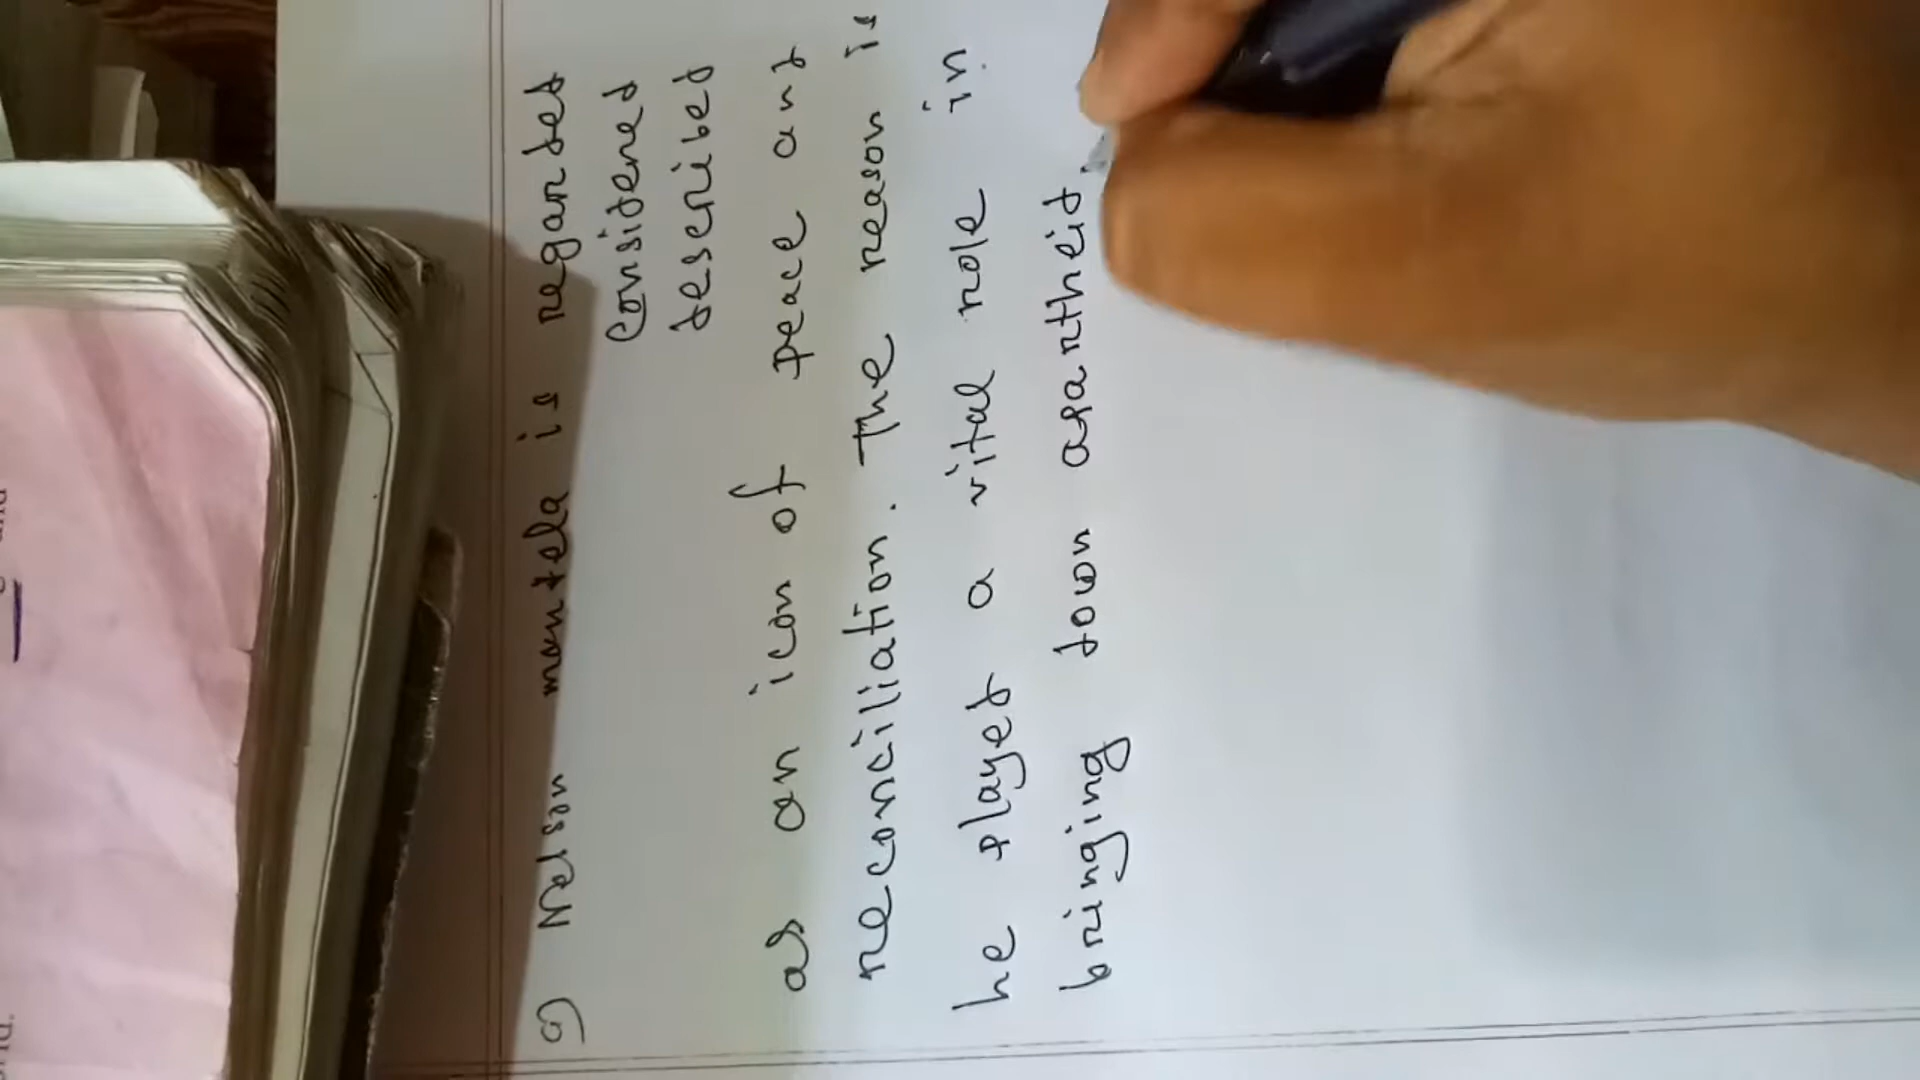 g) Nelson mandela is regarded
considered
described
as an icon of peace and
reconciliation. The reason is
he played a vital role in
bringing down apartheid.